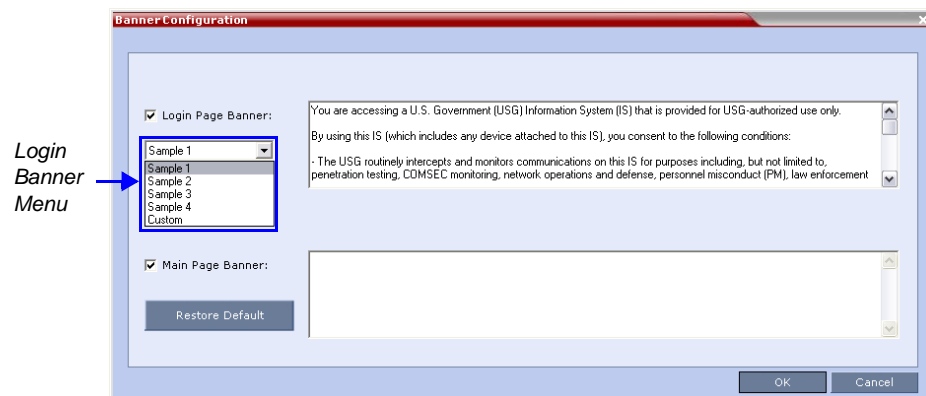 Banner Configuration
x
Login Page Banner:
You are accessing a U.S. Government (USG) Information System (IS) that is provided for USG-authorized use only.
By using this IS (which includes any device attached to this IS), you consent to the following conditions:
- The USG routinely intercepts and monitors communications on this IS for purposes including, but not limited to,
penetration testing, COMSEC monitoring, network operations and defense, personnel misconduct (PM), law enforcement
Login
Banner
Menu
Sample 1
Sample 1
Sample 2
Sample 3
Sample 4
Custom
Main Page Banner:
Restore Default
OK
Cancel